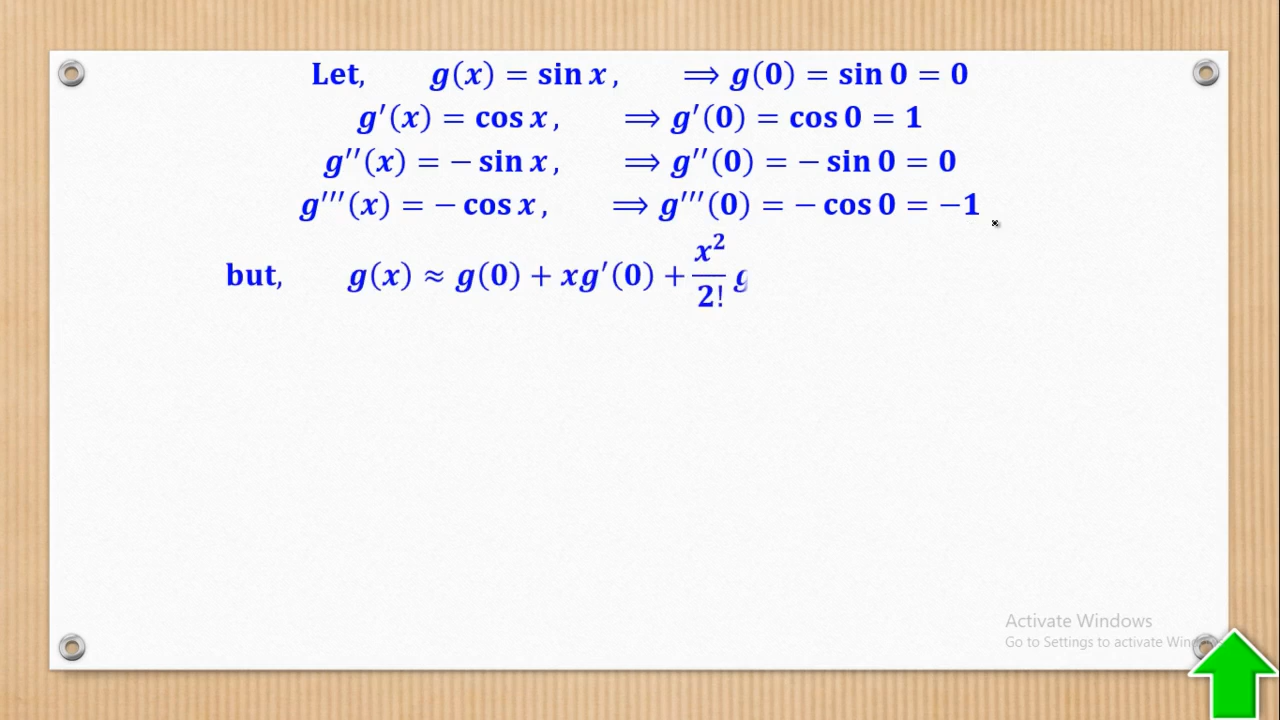 Let, g(x) = sin x, ⟹ g(0) = sin 0 = 0
g′(x) = cos x, ⟹ g′(0) = cos 0 = 1
g′′(x) = − sin x, ⟹ g′′(0) = − sin 0 = 0
g′′′(x) = − cos x, ⟹ g′′′(0) = − cos 0 = −1
but, g(x) ≈ g(0) + xg′(0) + x²/2! g
Activate Windows
Go to Settings to activate Windows